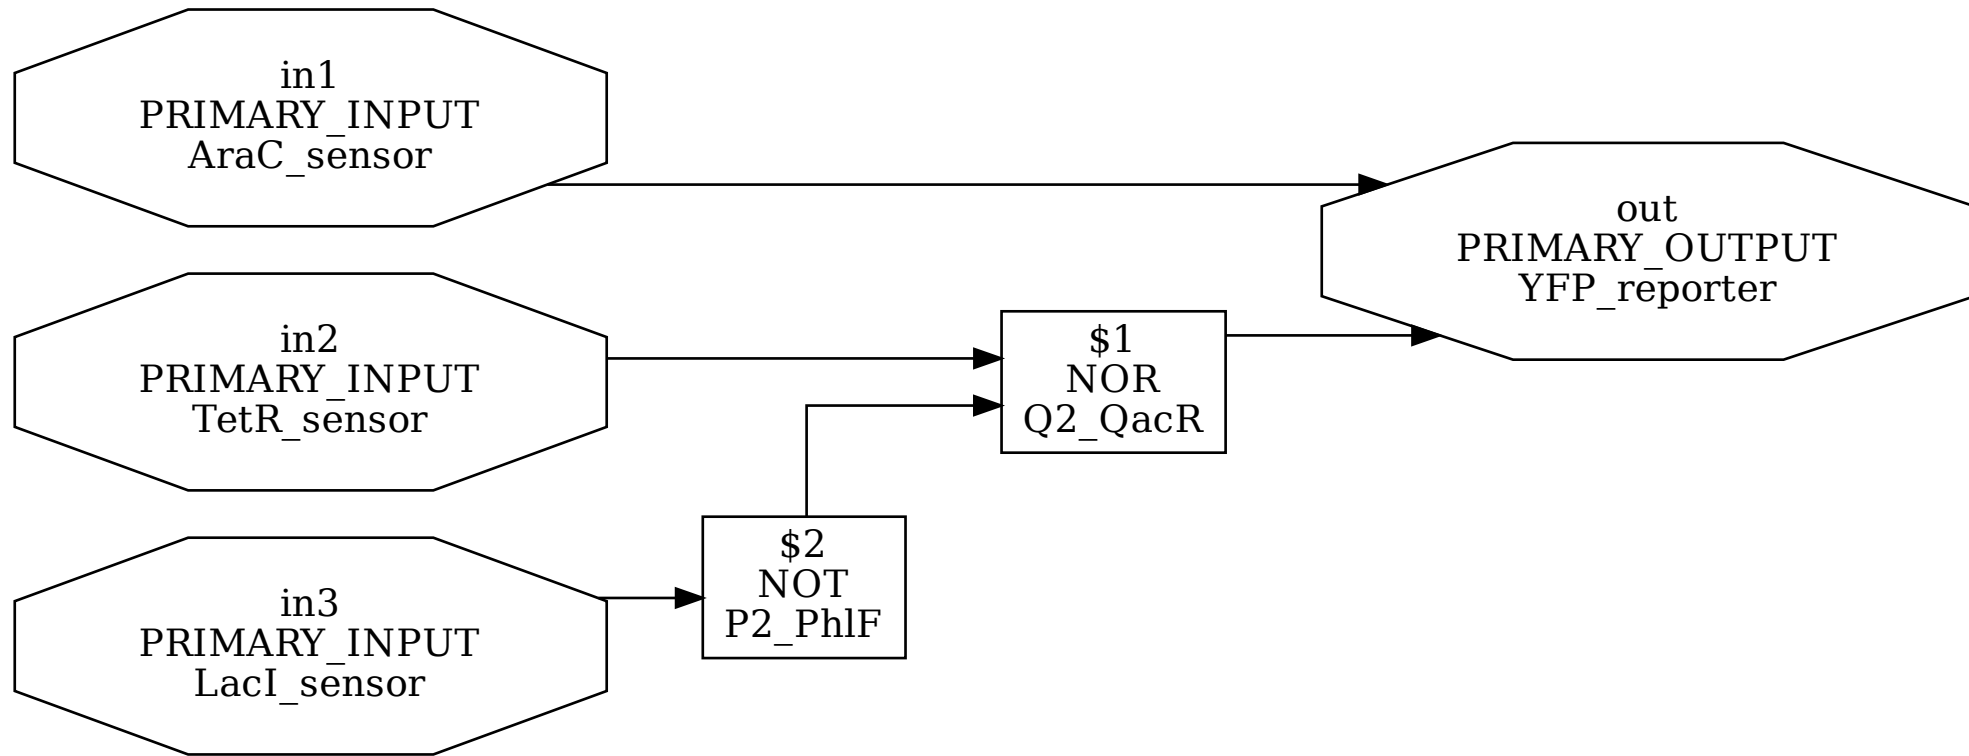 in1
PRIMARY_INPUT
AraC_sensor
out
PRIMARY_OUTPUT
YFP_reporter
in2
PRIMARY_INPUT
TetR_sensor
$1
NOR
Q2_QacR
$2
NOT
P2_PhlF
in3
PRIMARY_INPUT
LacI_sensor